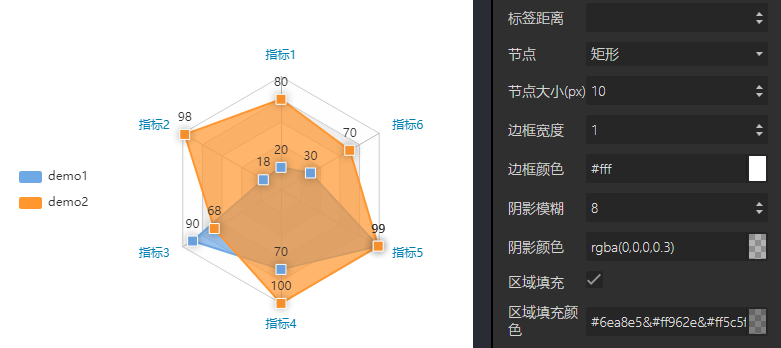 指标1
80
98
指标2
70
指标6
20
18
30
demo1
demo2
68
90
99
指标3
70
指标5
100
指标4
标签距离
节点 矩形
节点大小(px) 10
边框宽度 1
边框颜色 #fff
阴影模糊 8
阴影颜色 rgba(0,0,0,0.3)
区域填充
区域填充颜
色 #6ea8e5&#ff962e&#ff5c5f